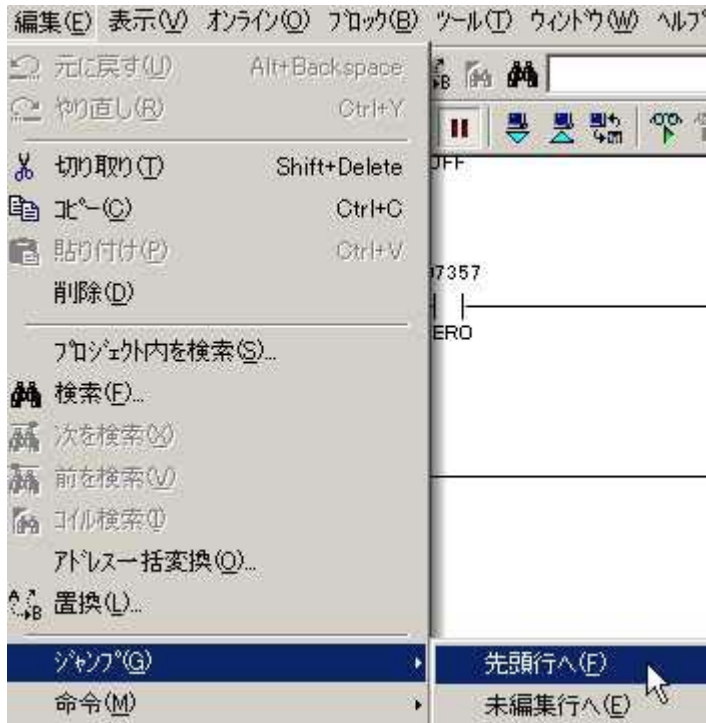 編集(E) 表示(V) オンライン(O) ブロック(B) ツール(T) ウィンドウ(W) ヘルプ
元に戻す(U) Alt+Backspace
やり直し(R) Ctrl+Y
切り取り(T) Shift+Delete
コピー(C) Ctrl+C
貼り付け(P) Ctrl+V
削除(D)
プロジェクト内を検索(S)...
検索(F)...
次を検索(X)
前を検索(V)
コイル検索(I)
アドレス一括変換(O)...
置換(L)...
ジャンプ(G)
命令(M)
先頭行へ(F)
未編集行へ(E)
7357
ERO